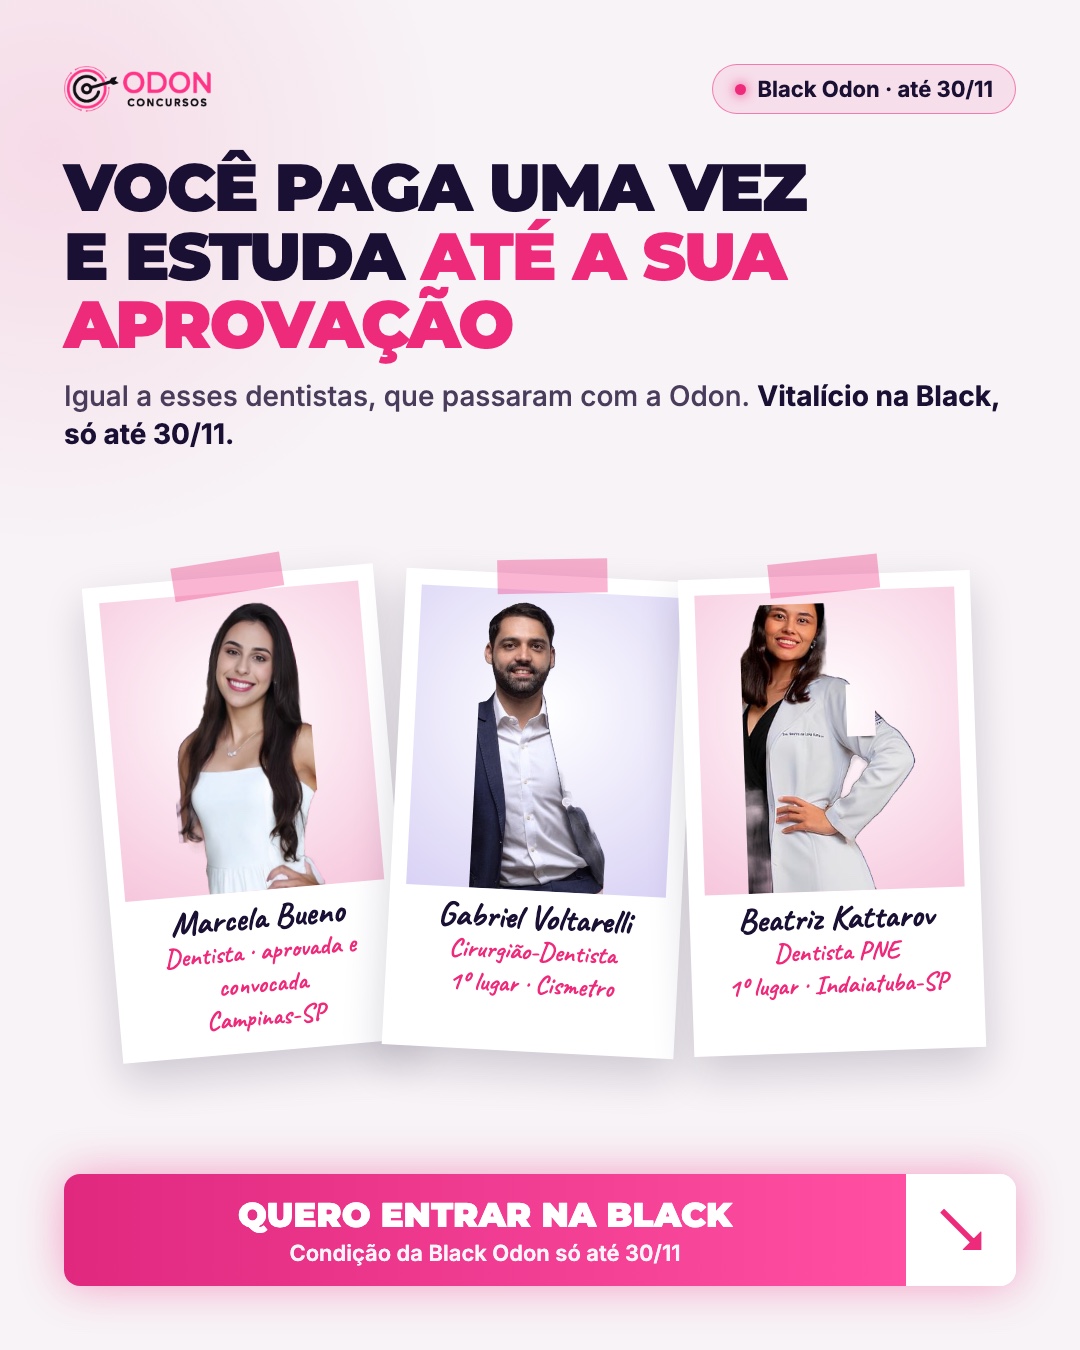 ODON
CONCURSOS
Black Odon · até 30/11
VOCÊ PAGA UMA VEZ
E ESTUDA ATÉ A SUA
APROVAÇÃO
Igual a esses dentistas, que passaram com a Odon. Vitalício na Black,
só até 30/11.
Marcela Bueno
Dentista · aprovada e
convocada
Campinas-SP
Gabriel Voltarelli
Cirurgião-Dentista
1º lugar · Cismetro
Beatriz Kattarov
Dentista PNE
1º lugar · Indaiatuba-SP
QUERO ENTRAR NA BLACK
Condição da Black Odon só até 30/11